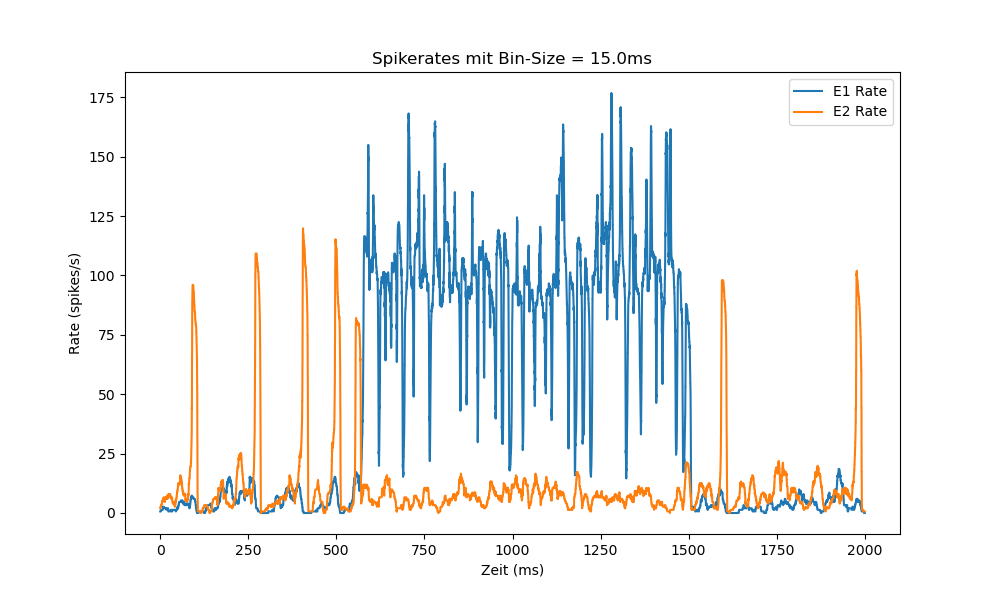 Spikerates mit Bin-Size = 15.0ms
E1 Rate
E2 Rate
175
150
125
100
75
50
25
0
Rate (spikes/s)
0 250 500 750 1000 1250 1500 1750 2000
Zeit (ms)